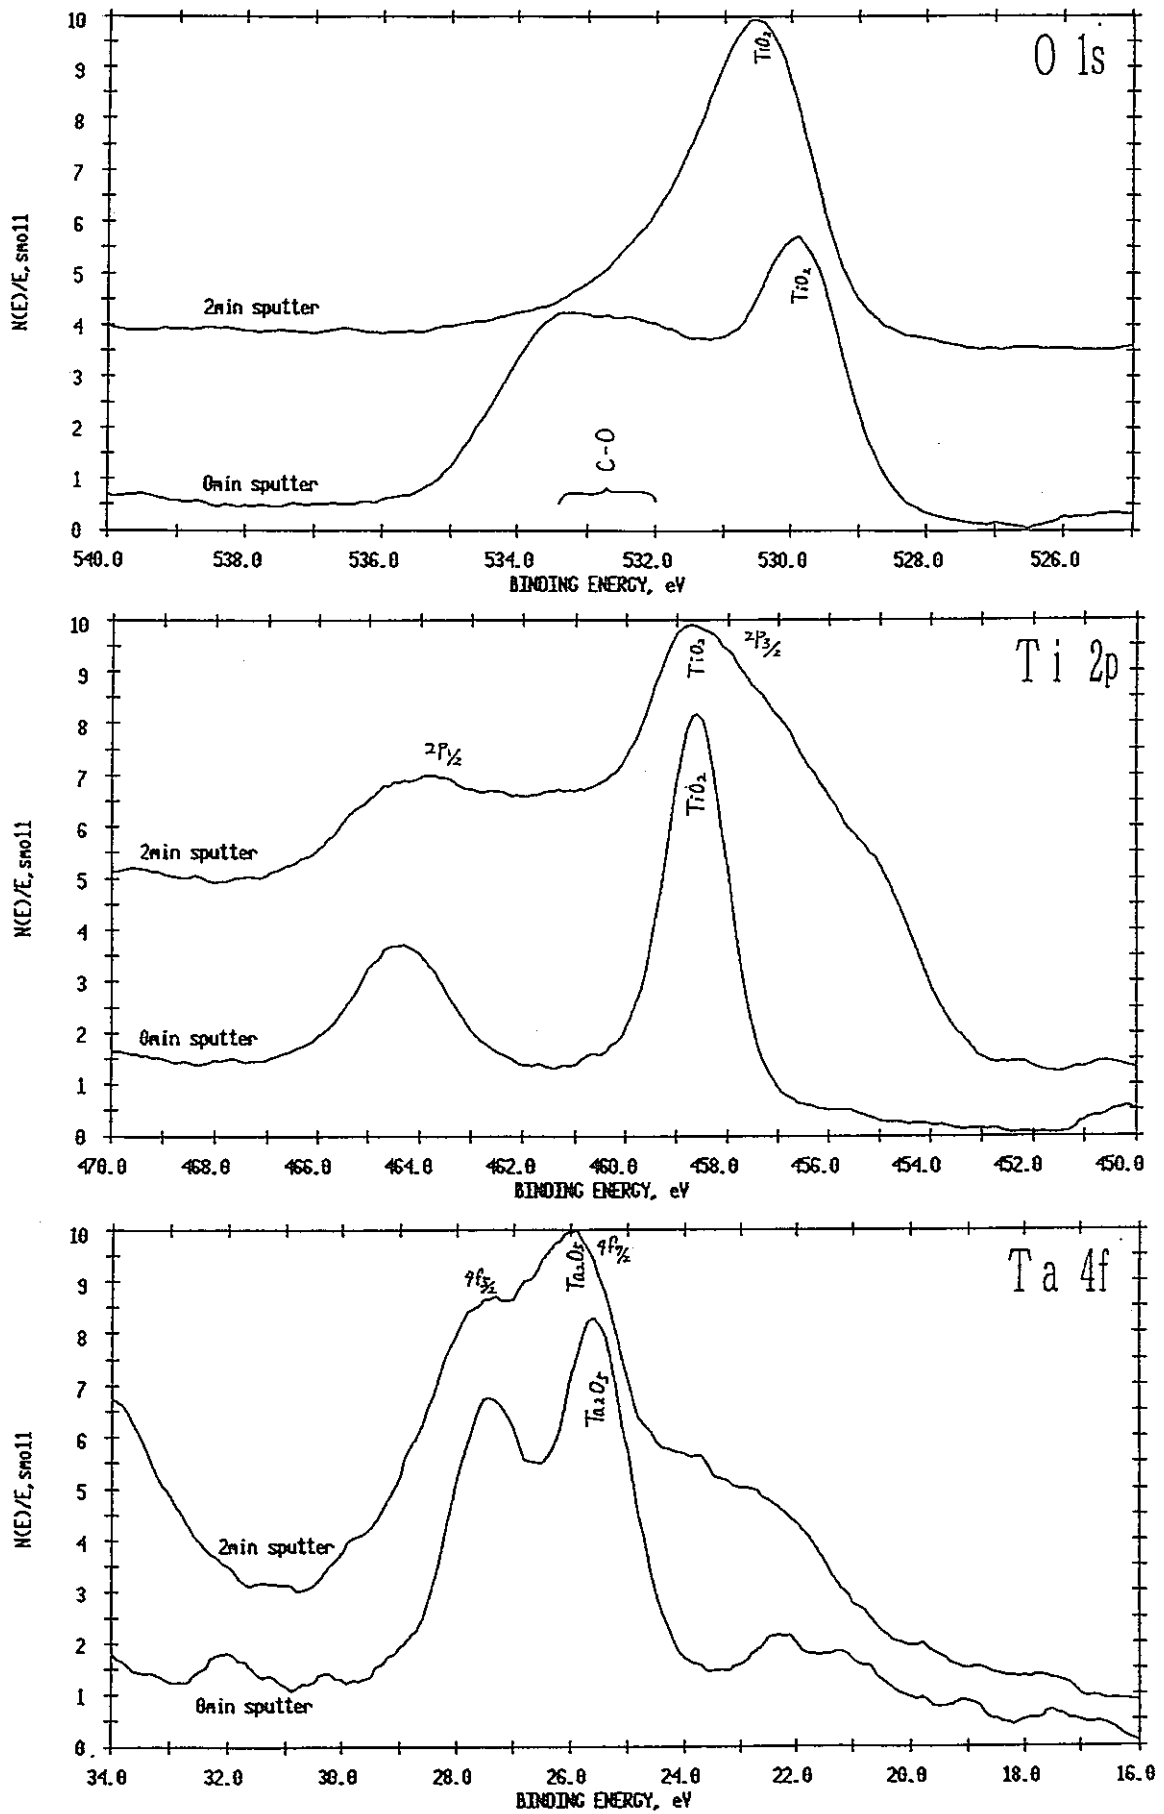 O 1s
10
9
8
7
6
5
4
3
2
1
0
N(E)/E,smo11
TiO2
TiO2
2min sputter
0min sputter
C-O
540.0 538.0 536.0 534.0 532.0 530.0 528.0 526.0
BINDING ENERGY, eV
Ti 2p
10
9
8
7
6
5
4
3
2
1
0
N(E)/E,smo11
TiO2
2P3/2
2P1/2
TiO2
2min sputter
0min sputter
470.0 468.0 466.0 464.0 462.0 460.0 458.0 456.0 454.0 452.0 450.0
BINDING ENERGY, eV
Ta 4f
10
9
8
7
6
5
4
3
2
1
0.
N(E)/E,smo11
4f5/2
Ta2O5
4f7/2
Ta2O5
2min sputter
0min sputter
34.0 32.0 30.0 28.0 26.0 24.0 22.0 20.0 18.0 16.0
BINDING ENERGY, eV